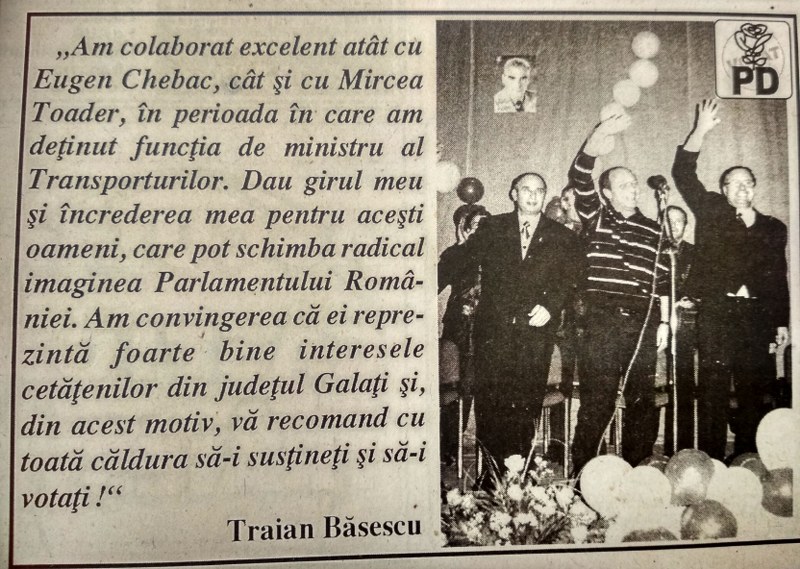 „Am colaborat excelent atât cu
Eugen Chebac, cât şi cu Mircea
Toader, în perioada în care am
deţinut funcţia de ministru al
Transporturilor. Dau girul meu
şi încrederea mea pentru aceşti
oameni, care pot schimba radical
imaginea Parlamentului Româ-
niei. Am convingerea că ei repre-
zintă foarte bine interesele
cetăţenilor din judeţul Galaţi şi,
din acest motiv, vă recomand cu
toată căldura să-i susţineţi şi să-i
votaţi !“
Traian Băsescu
PD